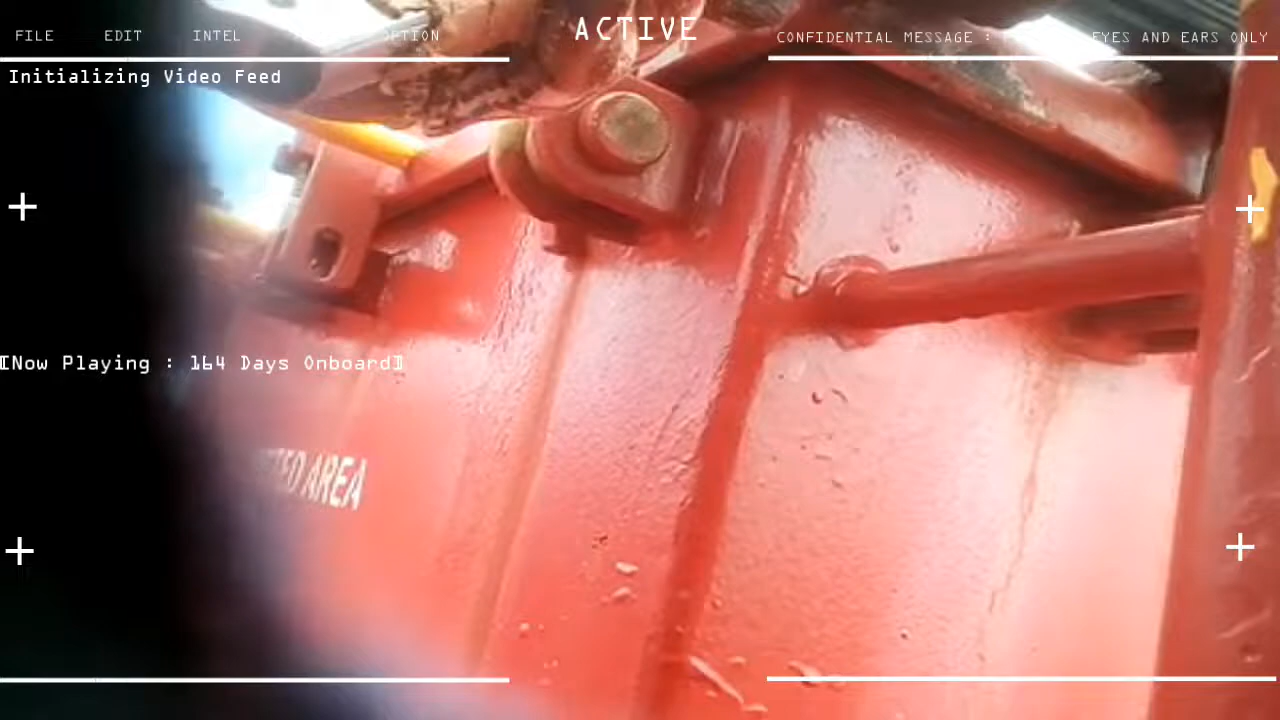 FILE EDIT INTEL OPTION
ACTIVE
CONFIDENTIAL MESSAGE : EYES AND EARS ONLY
Initializing Video Feed
[Now Playing : 164 Days Onboard]
AREA